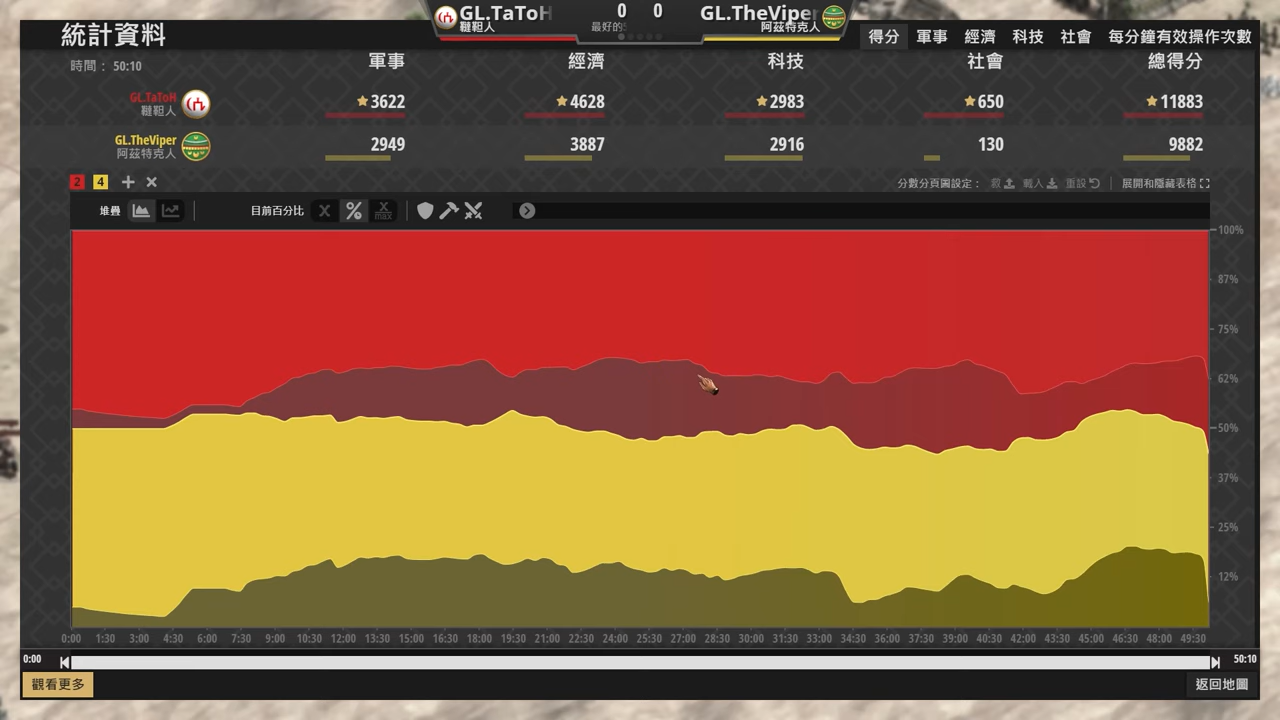 GL.TaToH 0 0 GL.TheViper
韃靼人 最好的 阿茲特克人
統計資料 得分 軍事 經濟 科技 社會 每分鐘有效操作次數
時間： 50:10 軍事 經濟 科技 社會 總得分
GL.TaToH
韃靼人 3622 4628 2983 650 11883
GL.TheViper
阿茲特克人 2949 3887 2916 130 9882
2 4 分數分頁圖設定： 載入 重設 展開和隱藏表格
堆疊 目前百分比 X % X max
100%
87%
75%
62%
50%
37%
25%
12%
0:00 1:30 3:00 4:30 6:00 7:30 9:00 10:30 12:00 13:30 15:00 16:30 18:00 19:30 21:00 22:30 24:00 25:30 27:00 28:30 30:00 31:30 33:00 34:30 36:00 37:30 39:00 40:30 42:00 43:30 45:00 46:30 48:00 49:30
0:00 50:10
觀看更多 返回地圖